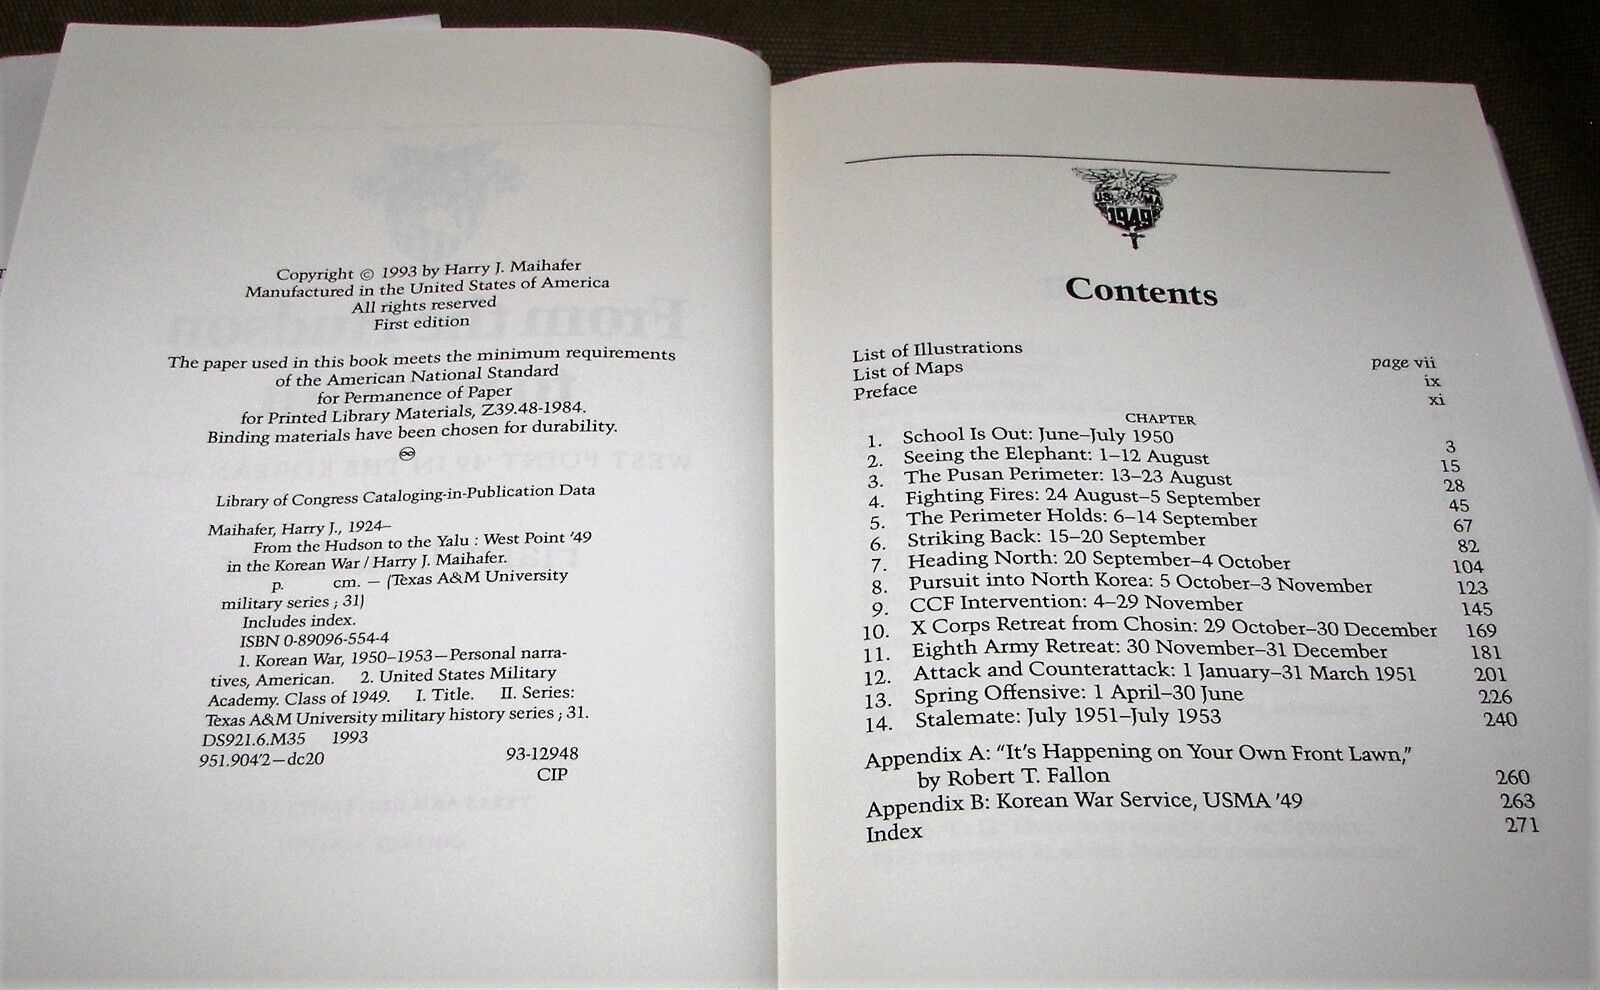 Copyright © 1993 by Harry J. Maihafer
Manufactured in the United States of America
All rights reserved
First edition
The paper used in this book meets the minimum requirements
of the American National Standard
for Permanence of Paper
for Printed Library Materials, Z39.48-1984.
Binding materials have been chosen for durability.
Library of Congress Cataloging-in-Publication Data
Maihafer, Harry J., 1924–
From the Hudson to the Yalu : West Point '49
in the Korean War / Harry J. Maihafer.
p. cm. — (Texas A&M University
military series ; 31)
Includes index.
ISBN 0-89096-554-4
1. Korean War, 1950–1953—Personal narra-
tives, American. 2. United States Military
Academy. Class of 1949. I. Title. II. Series:
Texas A&M University military history series ; 31.
DS921.6.M35 1993
951.904'2—dc20 93-12948
CIP
US MA
1949
Contents
List of Illustrations page vii
List of Maps ix
Preface xi
CHAPTER
1. School Is Out: June–July 1950 3
2. Seeing the Elephant: 1–12 August 15
3. The Pusan Perimeter: 13–23 August 28
4. Fighting Fires: 24 August–5 September 45
5. The Perimeter Holds: 6–14 September 67
6. Striking Back: 15–20 September 82
7. Heading North: 20 September–4 October 104
8. Pursuit into North Korea: 5 October–3 November 123
9. CCF Intervention: 4–29 November 145
10. X Corps Retreat from Chosin: 29 October–30 December 169
11. Eighth Army Retreat: 30 November–31 December 181
12. Attack and Counterattack: 1 January–31 March 1951 201
13. Spring Offensive: 1 April–30 June 226
14. Stalemate: July 1951–July 1953 240
Appendix A: "It's Happening on Your Own Front Lawn,"
by Robert T. Fallon 260
Appendix B: Korean War Service, USMA '49 263
Index 271